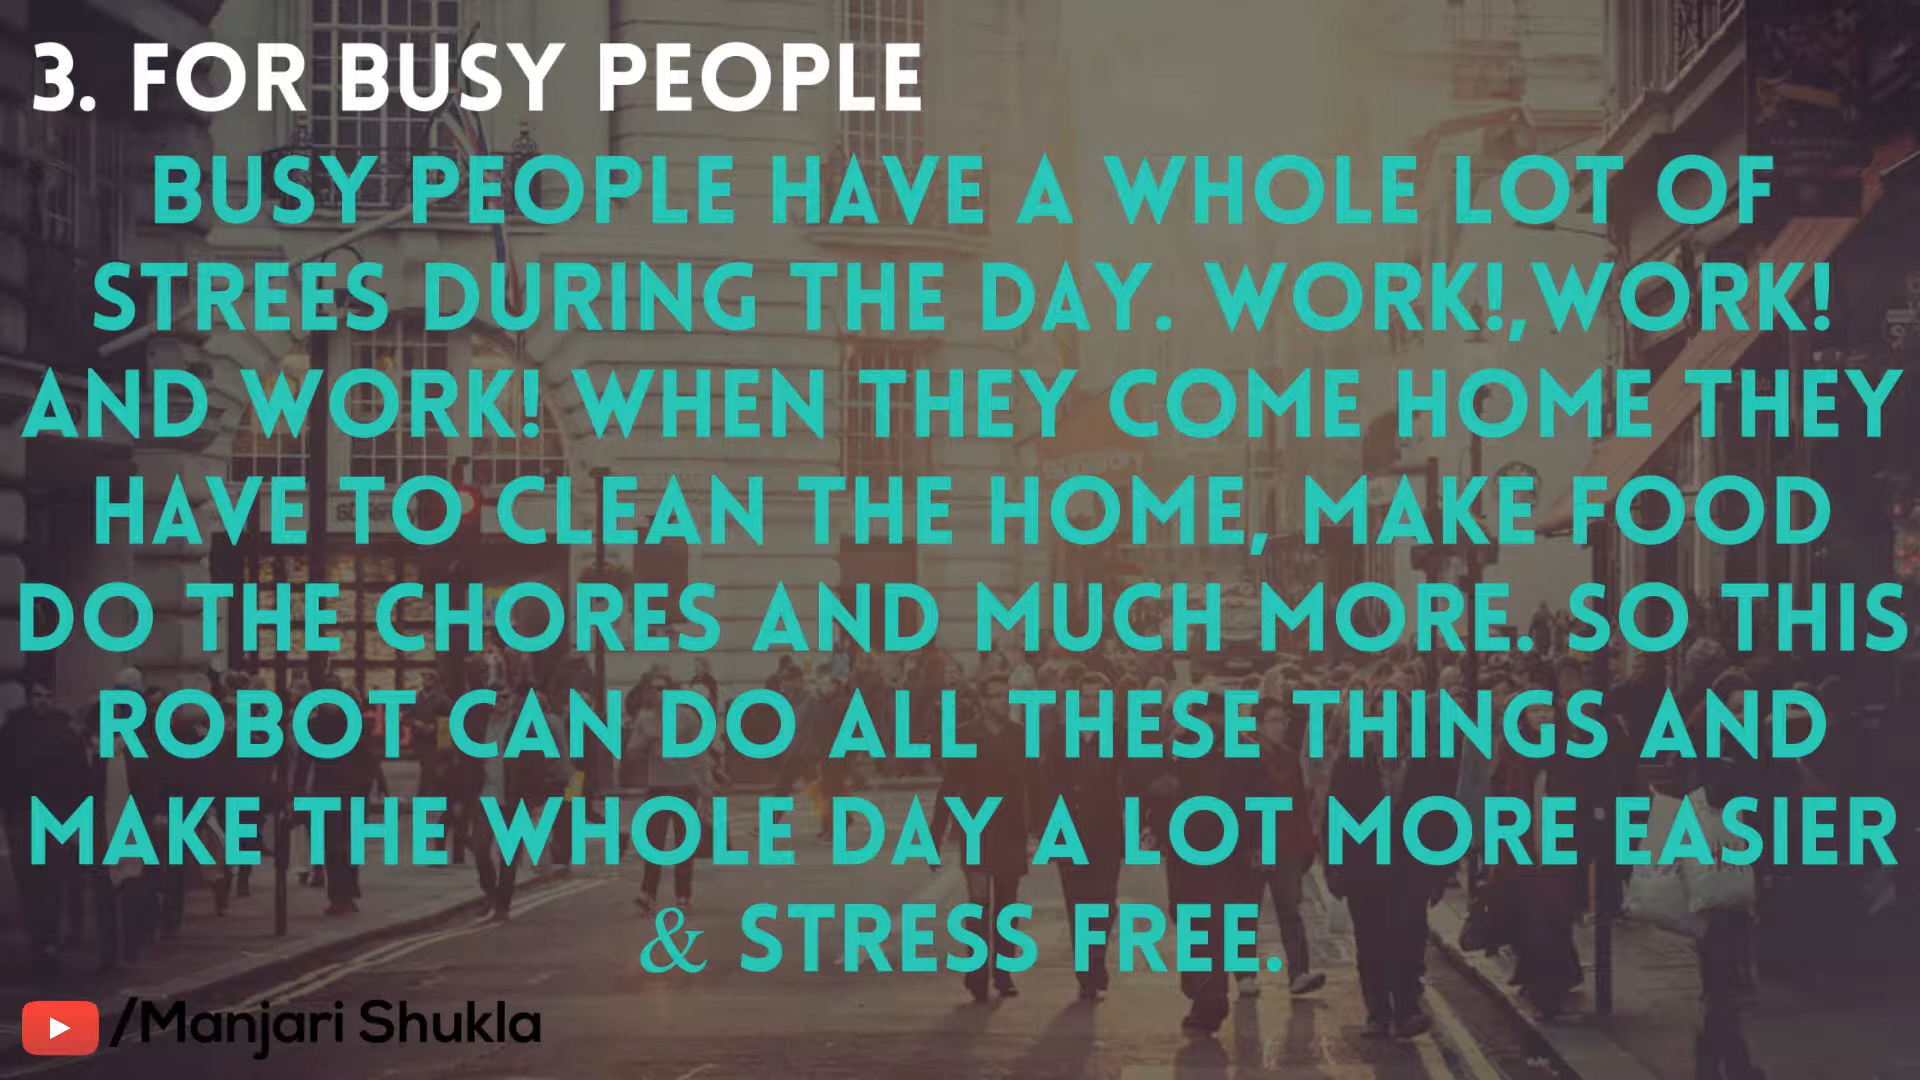 3. FOR BUSY PEOPLE
BUSY PEOPLE HAVE A WHOLE LOT OF
STREES DURING THE DAY. WORK!,WORK!
AND WORK! WHEN THEY COME HOME THEY
HAVE TO CLEAN THE HOME, MAKE FOOD
DO THE CHORES AND MUCH MORE. SO THIS
ROBOT CAN DO ALL THESE THINGS AND
MAKE THE WHOLE DAY A LOT MORE EASIER
& STRESS FREE.
/Manjari Shukla